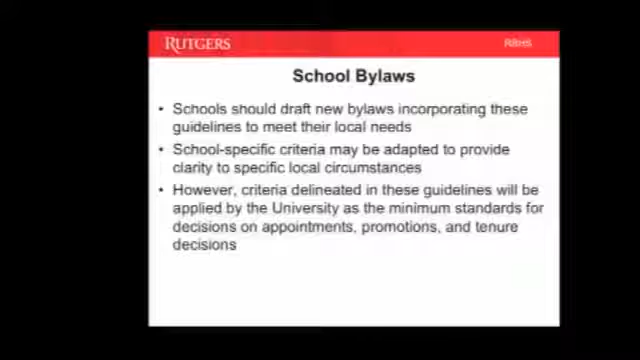 RUTGERS
RBHS
School Bylaws
• Schools should draft new bylaws incorporating these
guidelines to meet their local needs
• School-specific criteria may be adapted to provide
clarity to specific local circumstances
• However, criteria delineated in these guidelines will be
applied by the University as the minimum standards for
decisions on appointments, promotions, and tenure
decisions